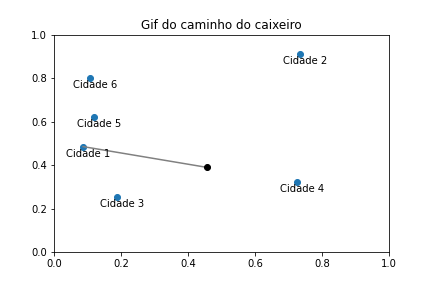 Gif do caminho do caixeiro
1.0
Cidade 2
0.8
Cidade 6
0.6
Cidade 5
Cidade 1
0.4
Cidade 4
Cidade 3
0.2
0.0
0.0 0.2 0.4 0.6 0.8 1.0